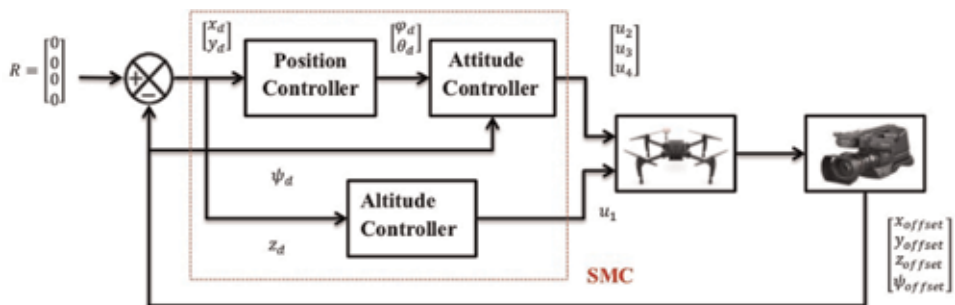 [x_d
y_d]
[φ_d
θ_d]
[u_2
u_3
u_4]
R = [0
0
0
0]
+
−
Position
Controller
Attitude
Controller
ψ_d
Altitude
Controller
u_1
z_d
SMC
[x_offset
y_offset
z_offset
ψ_offset]